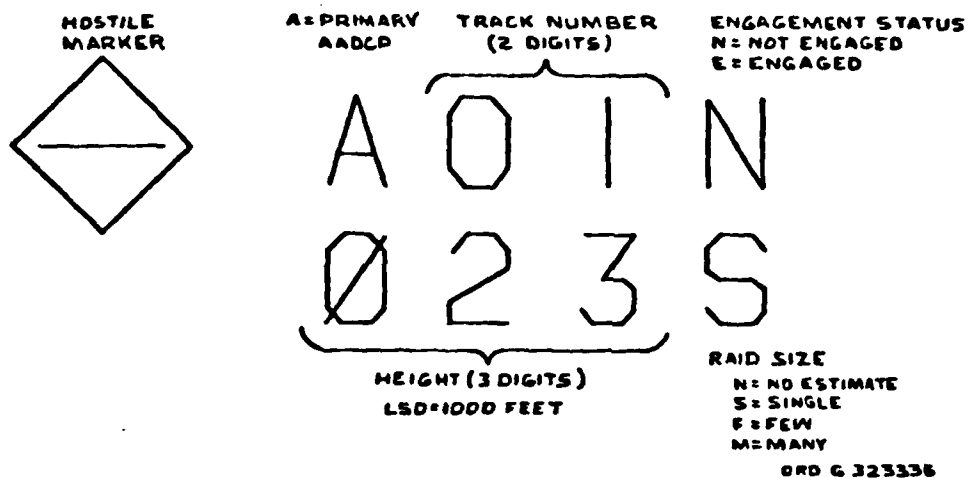 HOSTILE
MARKER
A=PRIMARY
AADCP
TRACK NUMBER
(2 DIGITS)
ENGAGEMENT STATUS
N=NOT ENGAGED
E=ENGAGED
A 0 1 N
Ø 2 3 S
HEIGHT (3 DIGITS)
LSD=1000 FEET
RAID SIZE
N=NO ESTIMATE
S=SINGLE
F=FEW
M=MANY
ORD G 323336